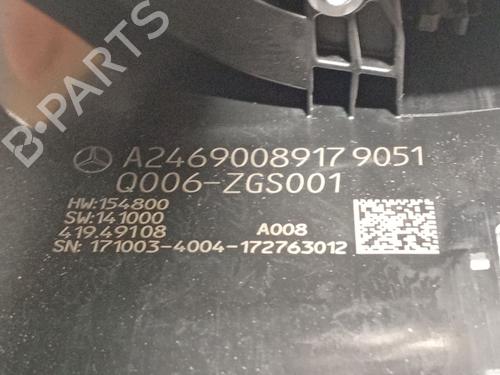 A2469008917 9051
Q006-ZGS001
HW:154800
SW:141000
419.49108 A008
SN: 171003-4004-172763012
B-PARTS